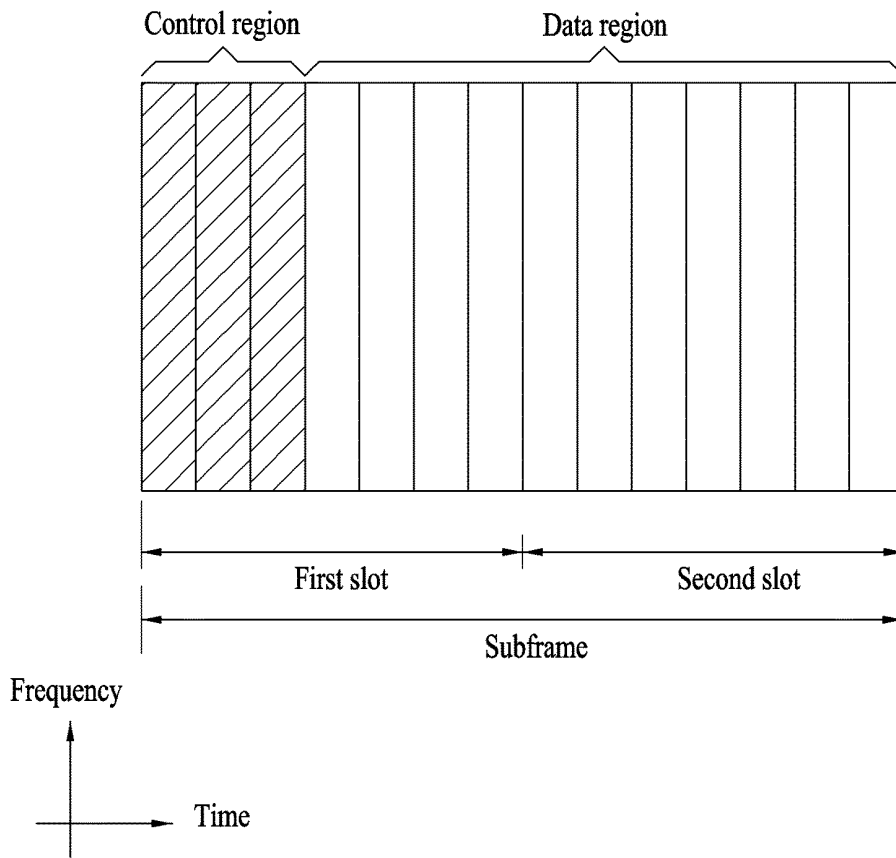 Control region
Data region
First slot
Second slot
Subframe
Frequency
Time